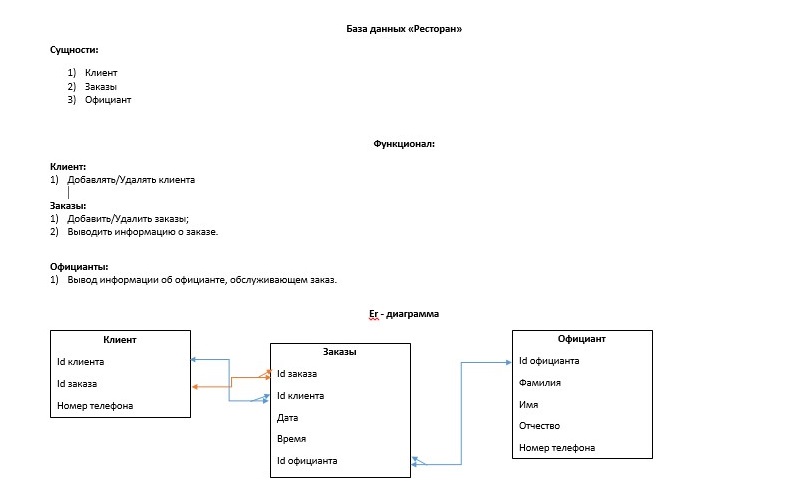 База данных «Ресторан»
Сущности:
1) Клиент
2) Заказы
3) Официант
Функционал:
Клиент:
1) Добавлять/Удалять клиента
Заказы:
1) Добавить/Удалить заказы;
2) Выводить информацию о заказе.
Официанты:
1) Вывод информации об официанте, обслуживающем заказ.
Er - диаграмма
Клиент
Id клиента
Id заказа
Номер телефона
Заказы
Id заказа
Id клиента
Дата
Время
Id официанта
Официант
Id официанта
Фамилия
Имя
Отчество
Номер телефона